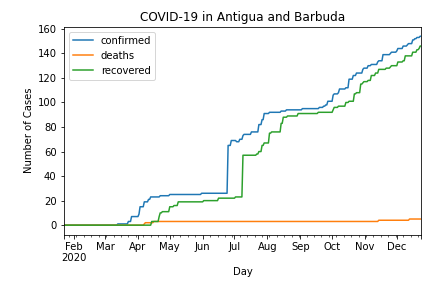 COVID-19 in Antigua and Barbuda
confirmed
deaths
recovered
160
140
120
100
80
60
40
20
0
Number of Cases
Feb Mar Apr May Jun Jul Aug Sep Oct Nov Dec
2020
Day